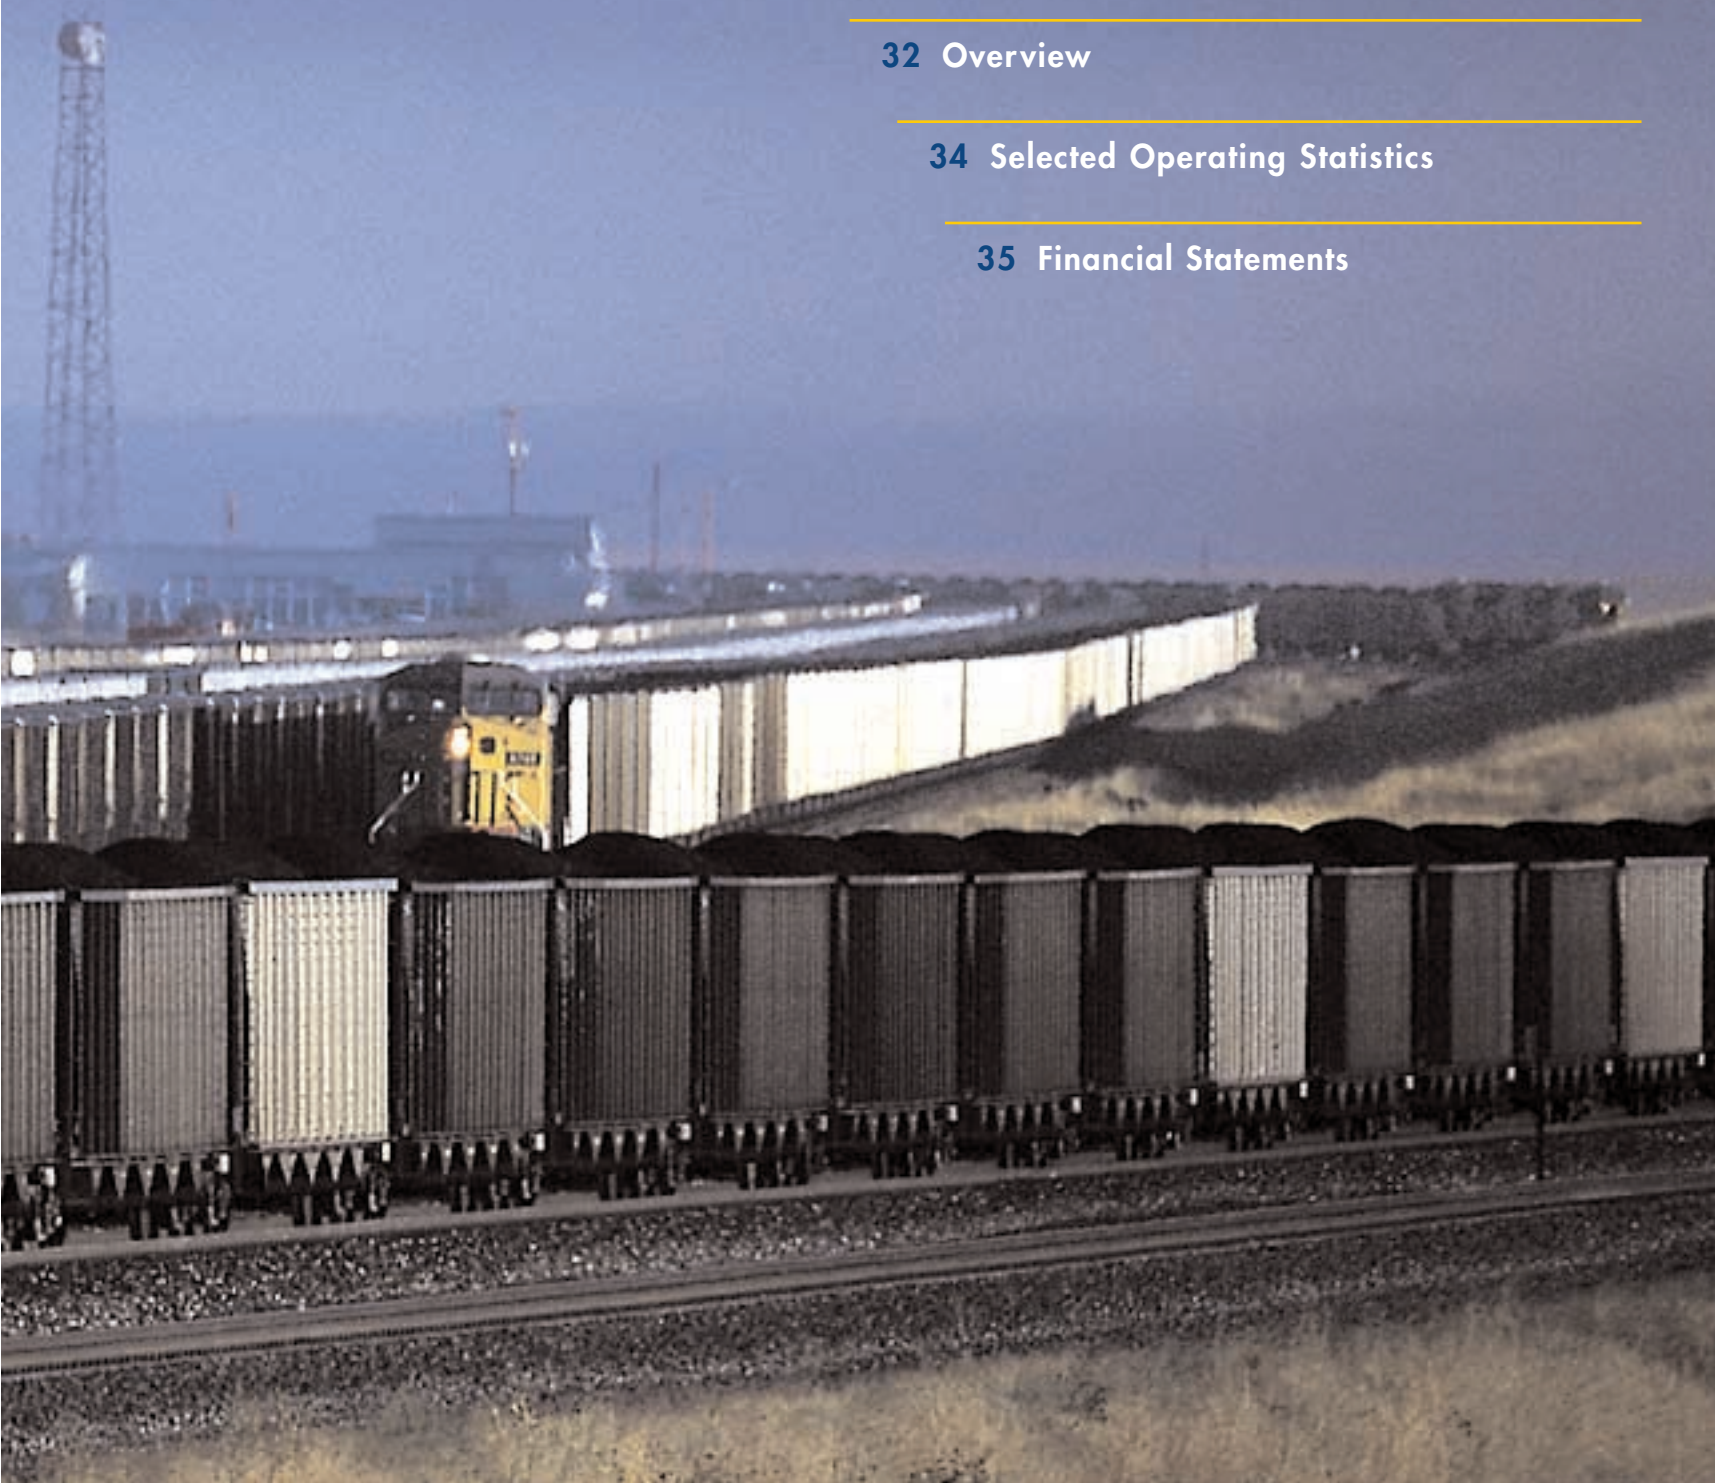 32 Overview
34 Selected Operating Statistics
35 Financial Statements